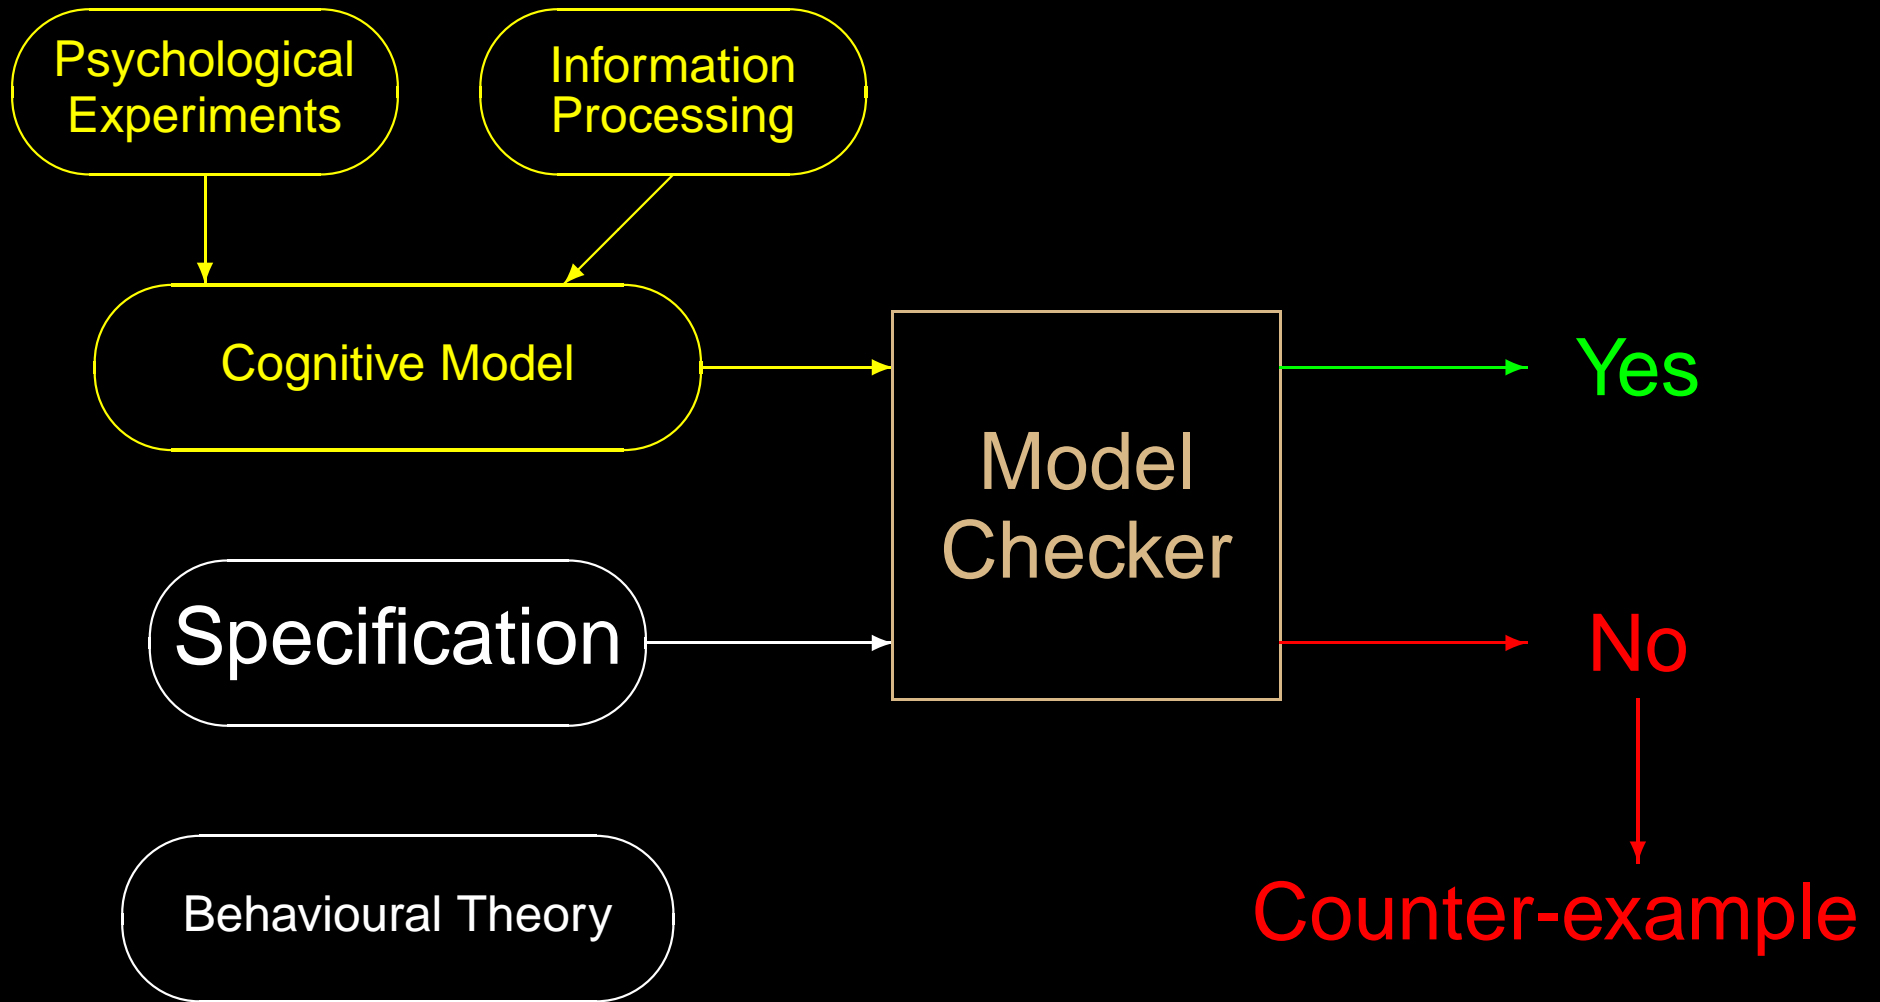 Psychological
Experiments
Information
Processing
Cognitive Model
Model
Checker
Yes
Specification
No
Behavioural Theory
Counter-example